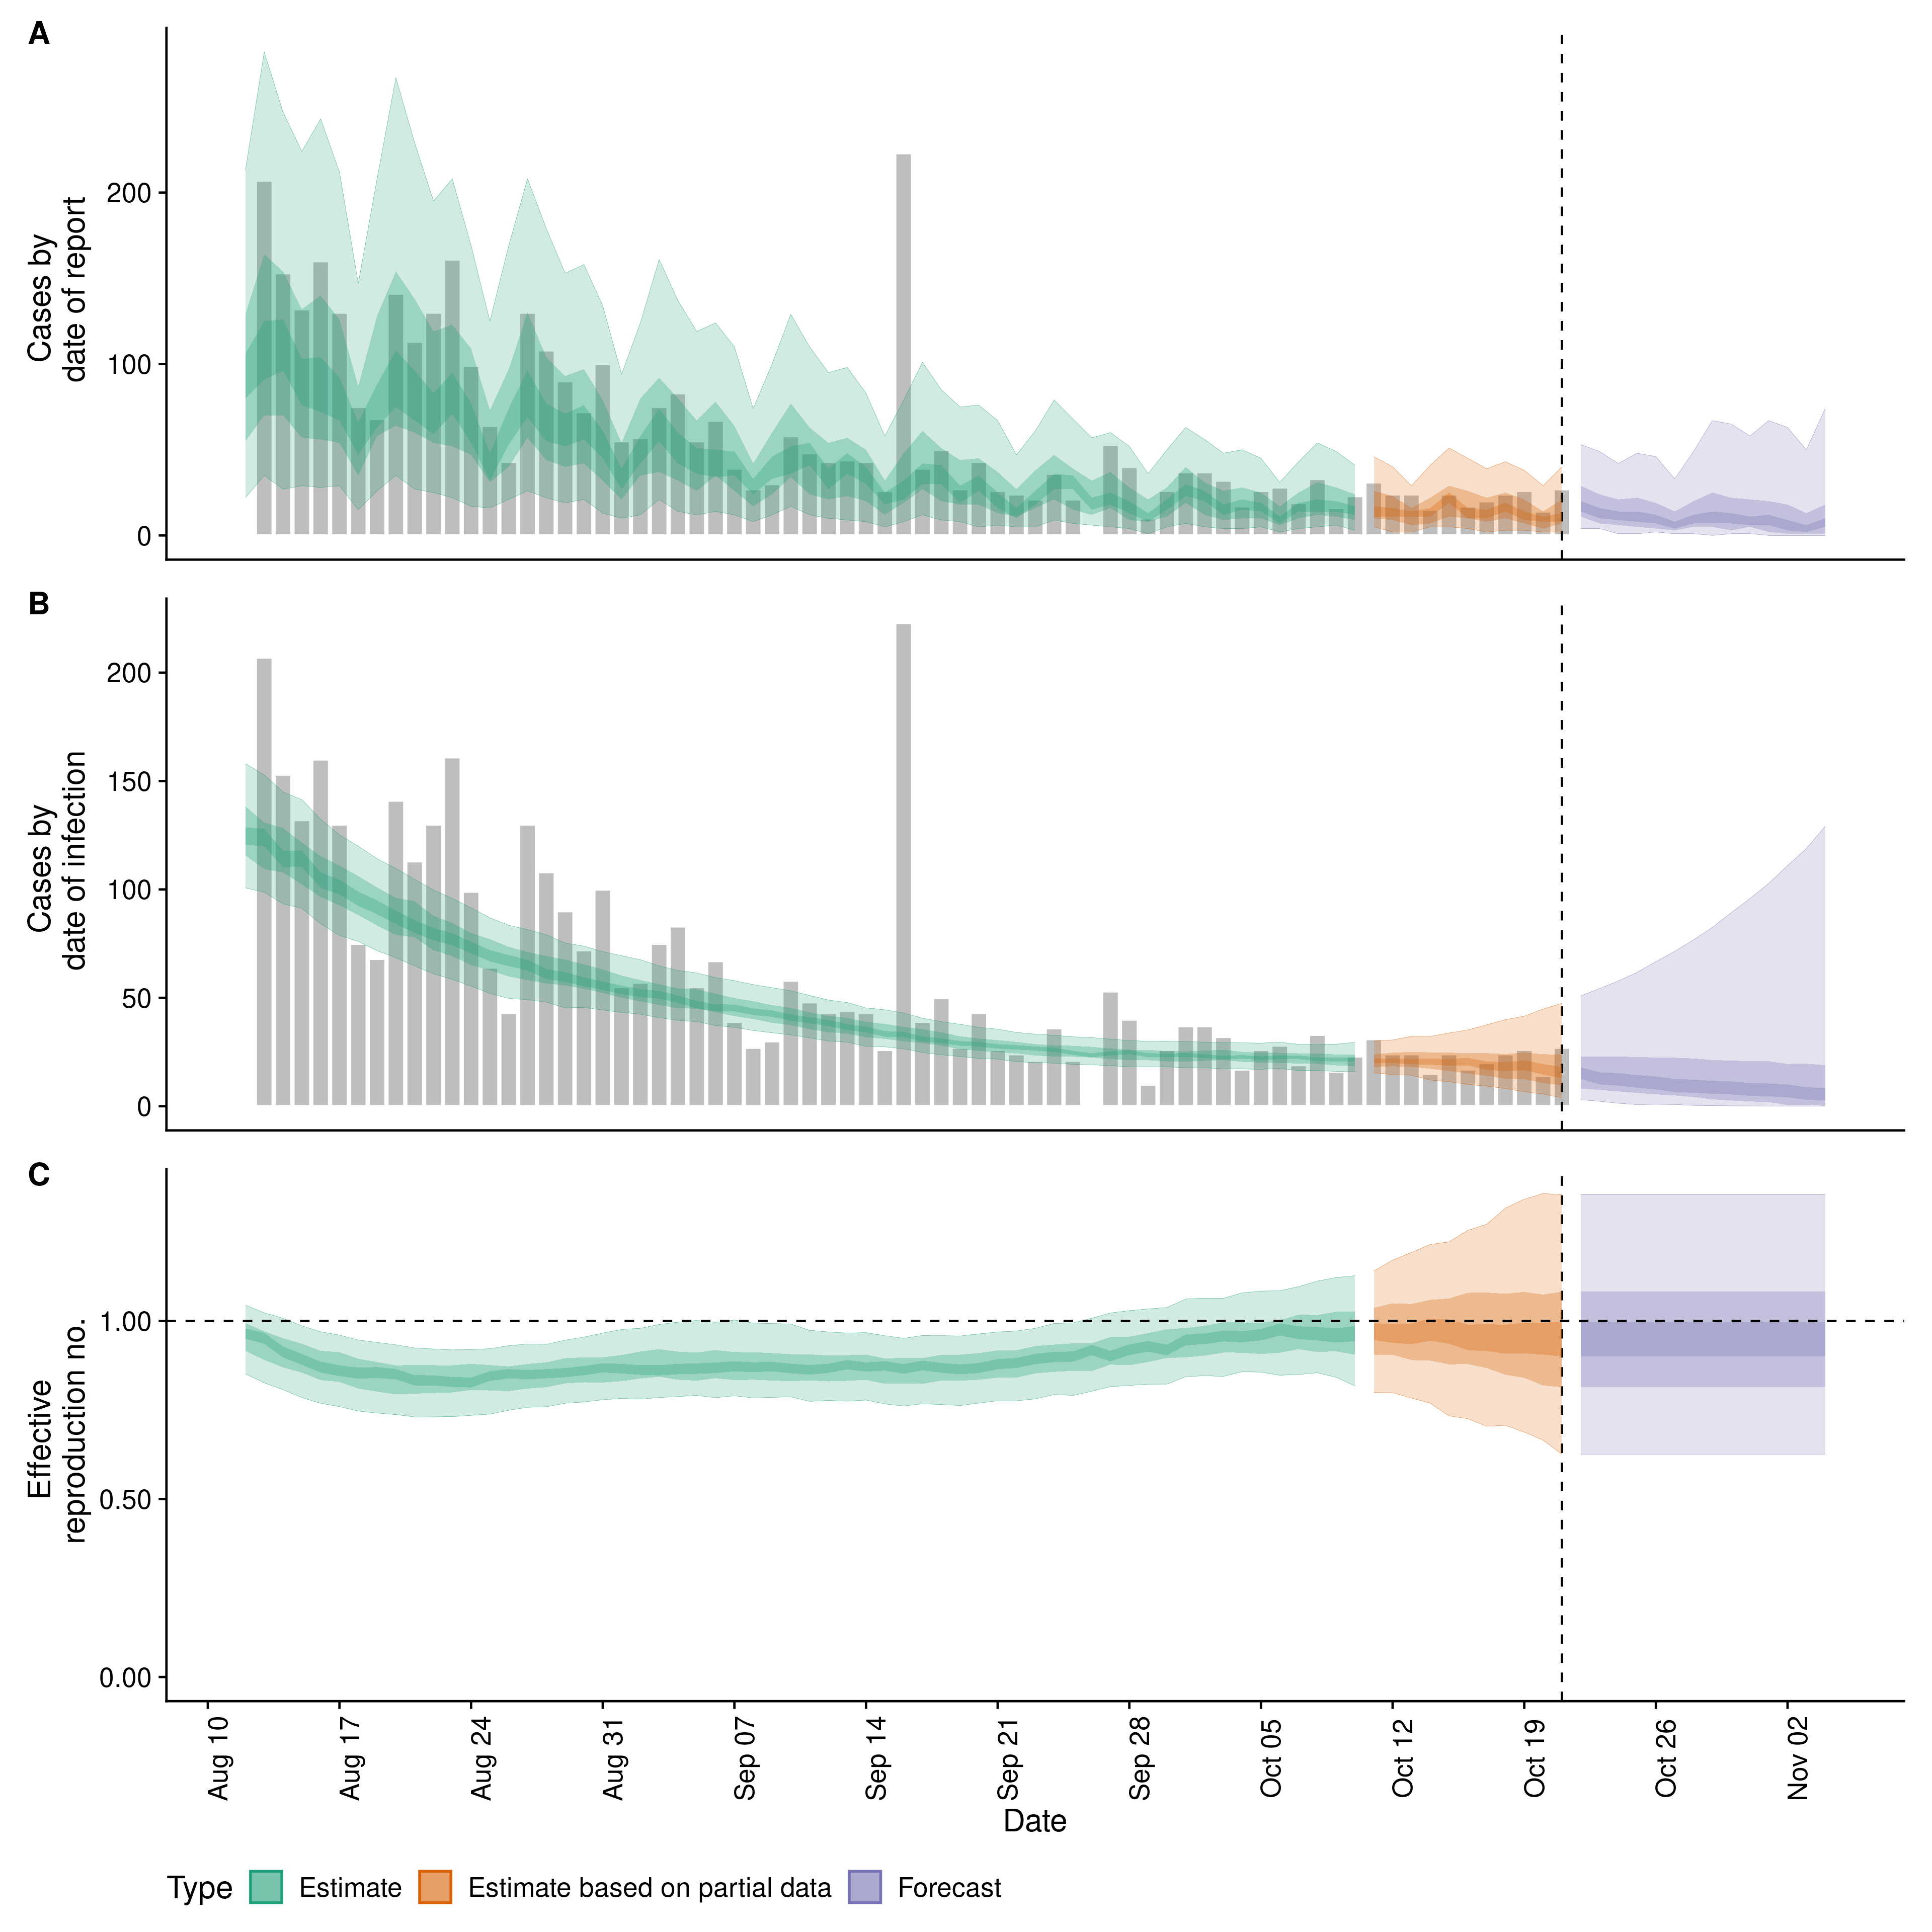 A
Cases by
date of report
200
100
0
B
Cases by
date of infection
200
150
100
50
0
C
Effective
reproduction no.
1.00
0.50
0.00
Aug 10
Aug 17
Aug 24
Aug 31
Sep 07
Sep 14
Sep 21
Sep 28
Oct 05
Oct 12
Oct 19
Oct 26
Nov 02
Date
Type Estimate Estimate based on partial data Forecast